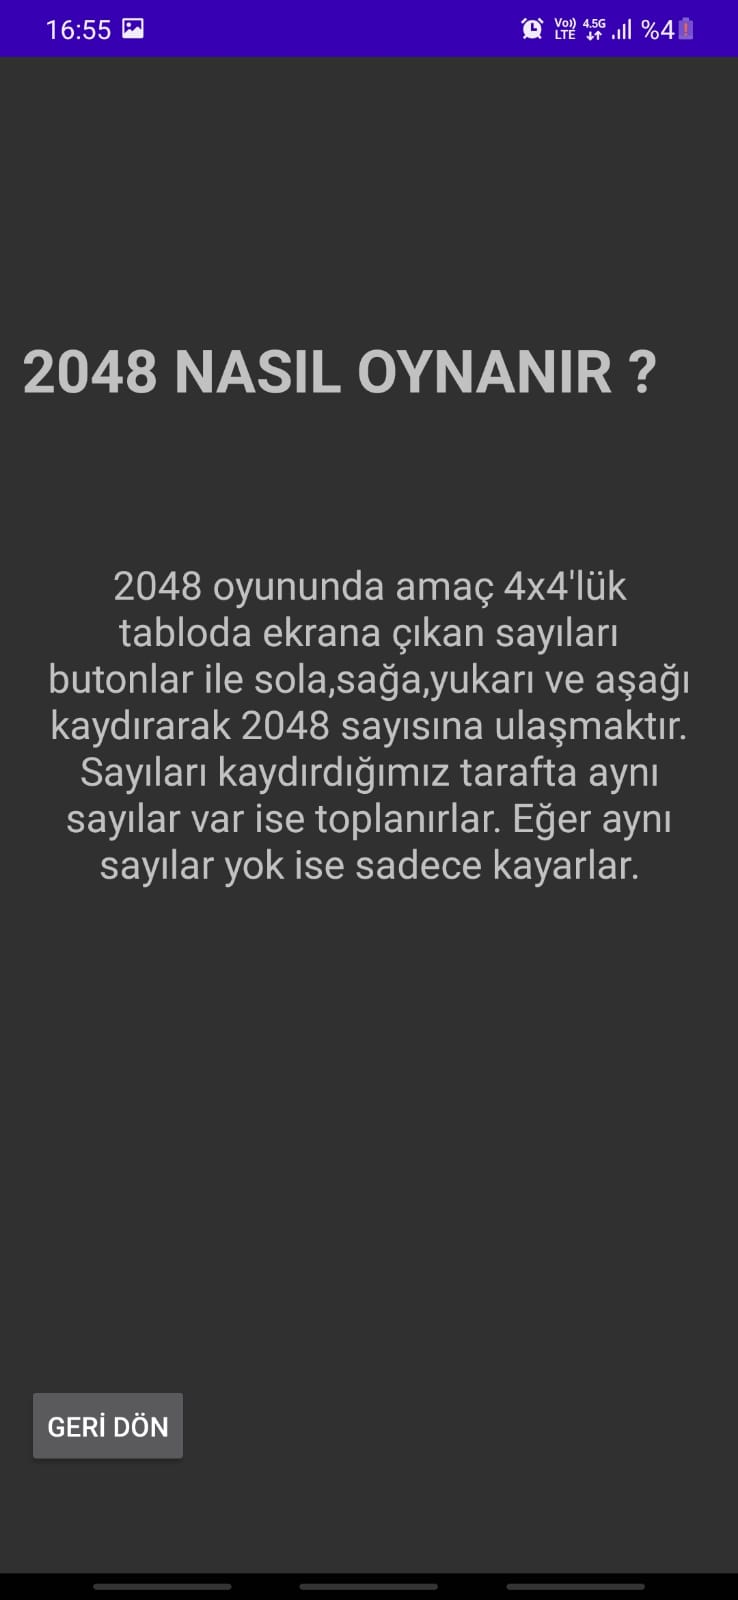 16:55
Vo)) LTE 4.5G %4
2048 NASIL OYNANIR ?
2048 oyununda amaç 4x4'lük
tabloda ekrana çıkan sayıları
butonlar ile sola,sağa,yukarı ve aşağı
kaydırarak 2048 sayısına ulaşmaktır.
Sayıları kaydırdığımız tarafta aynı
sayılar var ise toplanırlar. Eğer aynı
sayılar yok ise sadece kayarlar.
GERİ DÖN